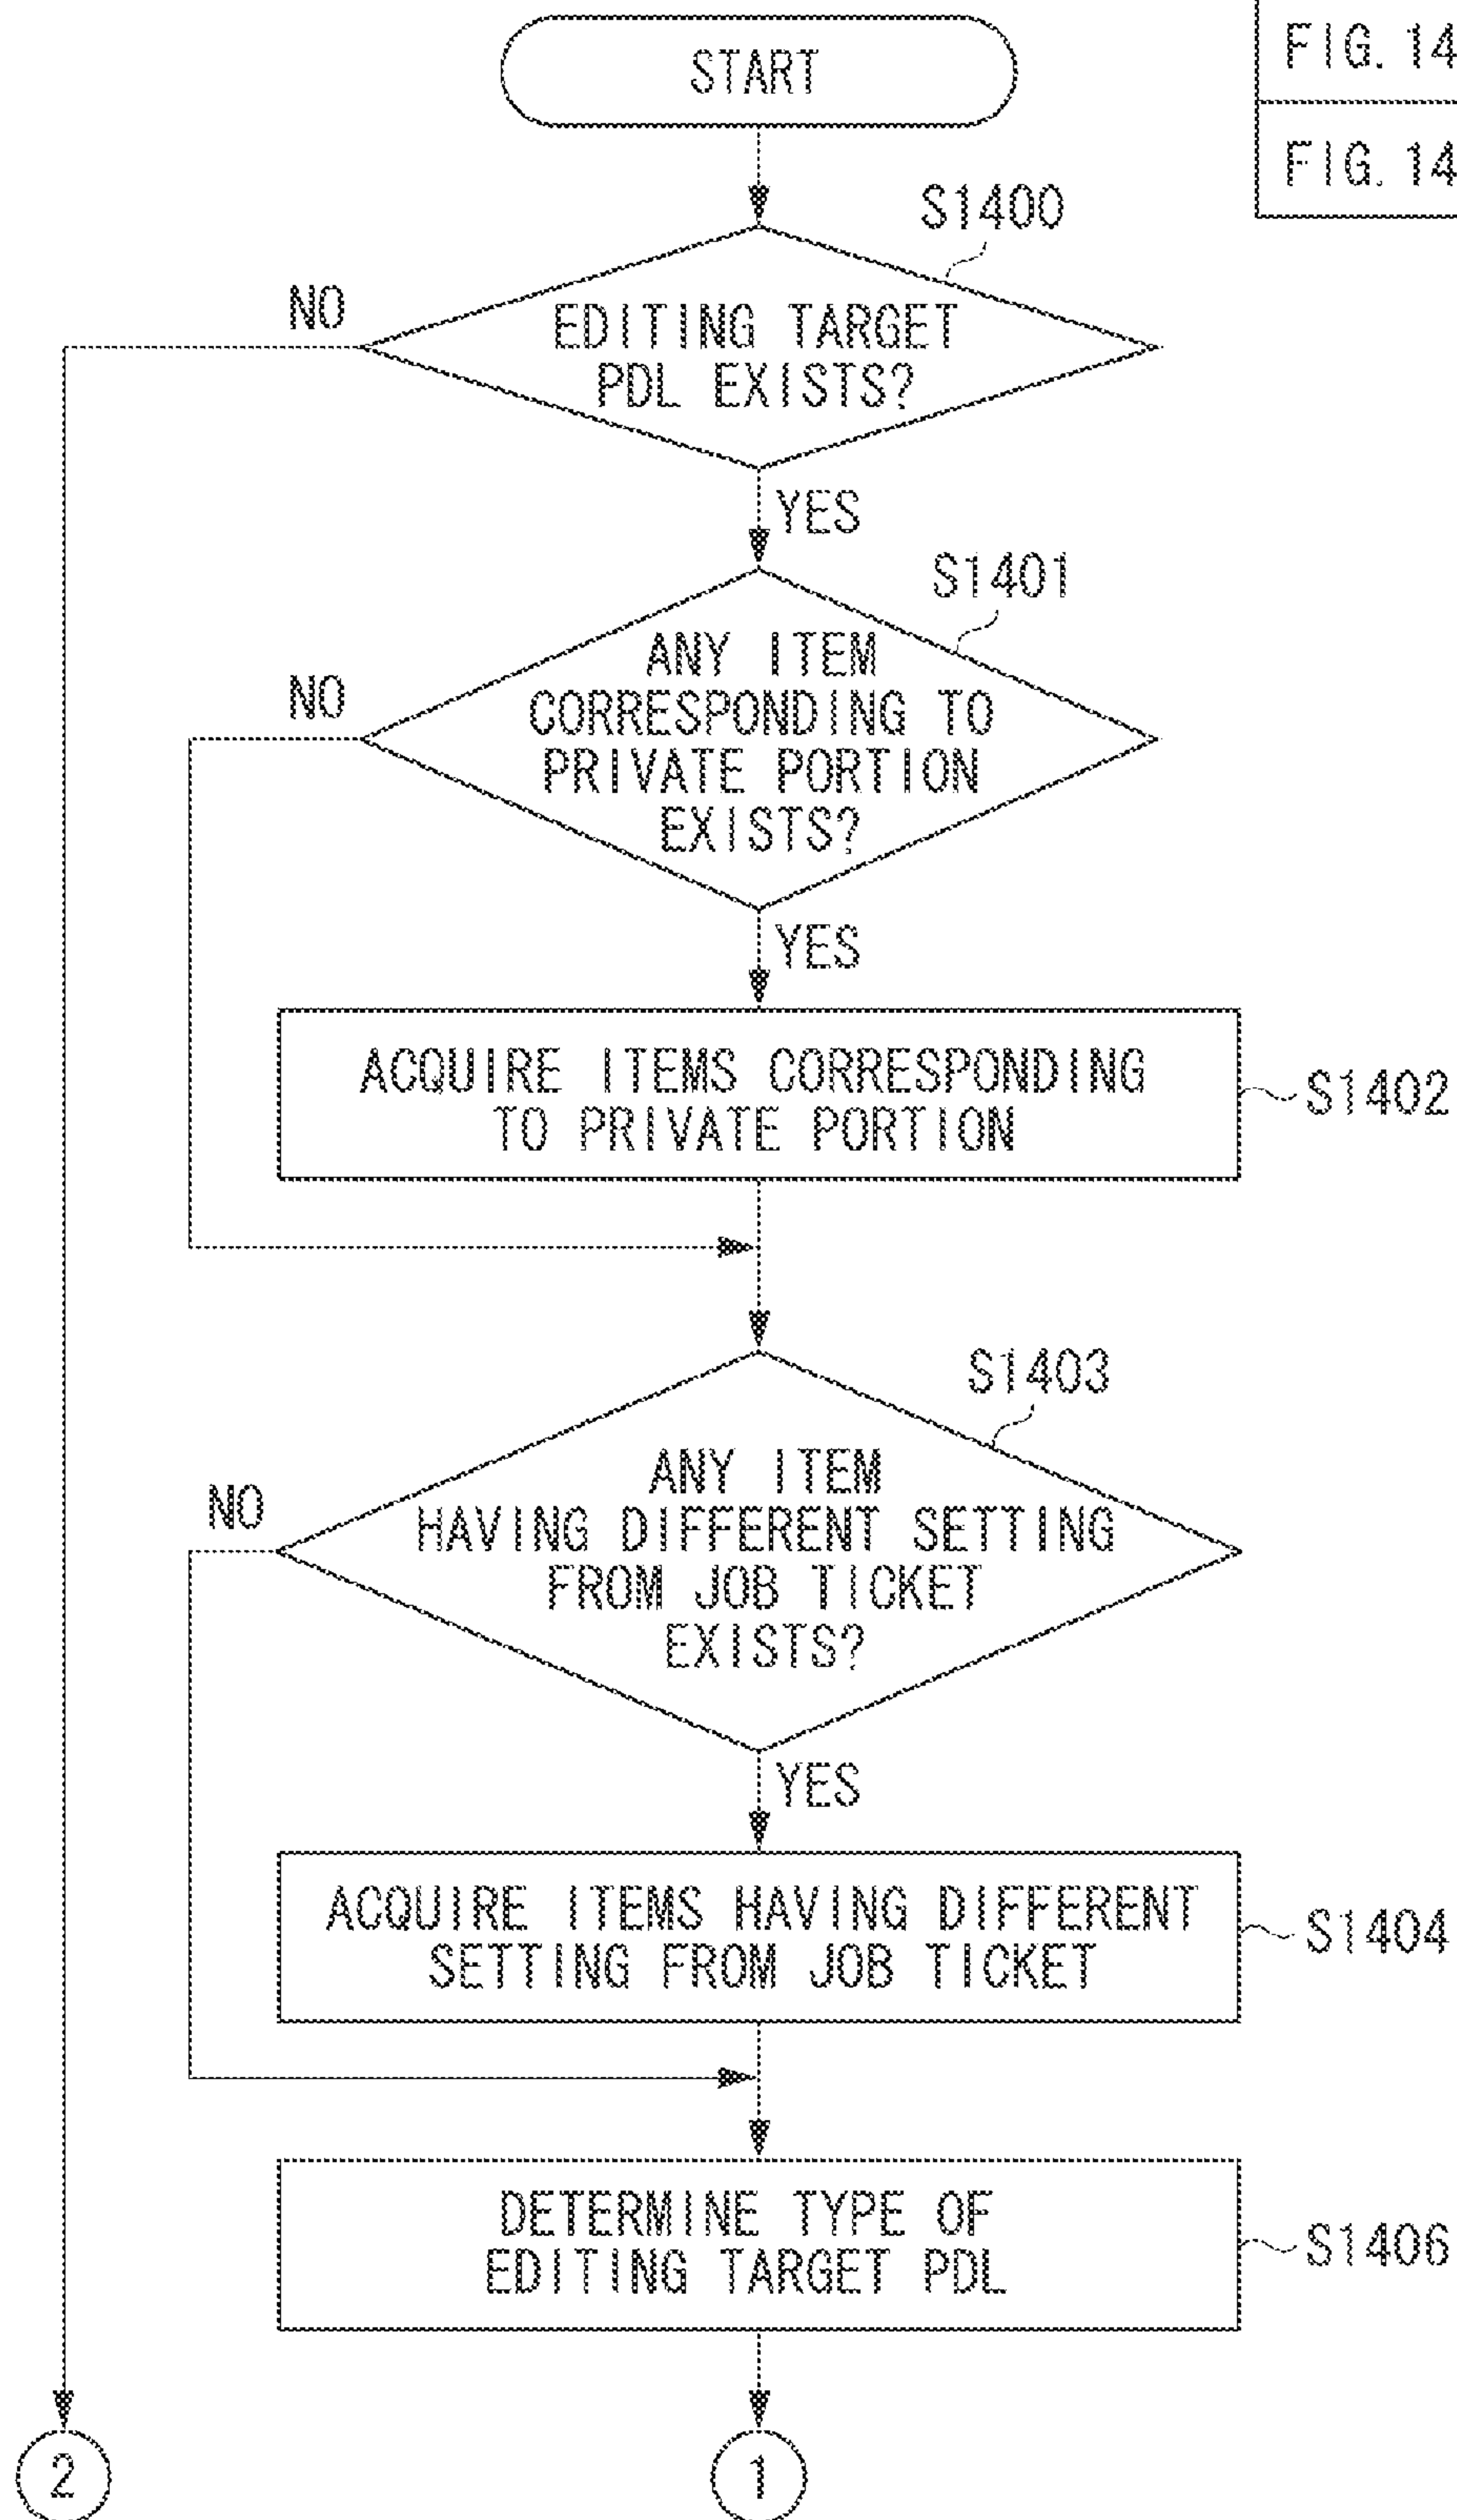 START
FIG. 14
FIG. 14
S1400
NO
EDITING TARGET
PDL EXISTS?
YES
S1401
NO
ANY ITEM
CORRESPONDING TO
PRIVATE PORTION
EXISTS?
YES
ACQUIRE ITEMS CORRESPONDING
TO PRIVATE PORTION
S1402
S1403
NO
ANY ITEM
HAVING DIFFERENT SETTING
FROM JOB TICKET
EXISTS?
YES
ACQUIRE ITEMS HAVING DIFFERENT
SETTING FROM JOB TICKET
S1404
DETERMINE TYPE OF
EDITING TARGET PDL
S1406
2
1